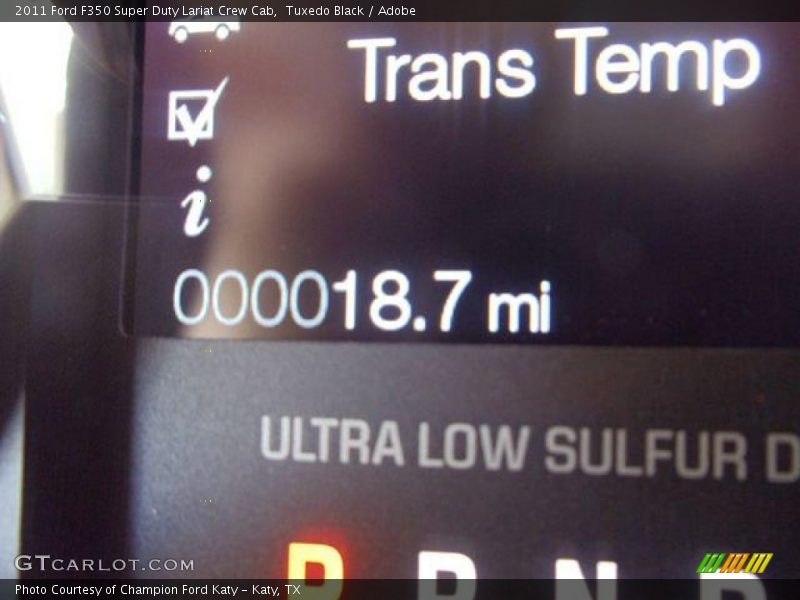 2011 Ford F350 Super Duty Lariat Crew Cab,  Tuxedo Black / Adobe
Trans Temp
i
000018.7 mi
ULTRA LOW SULFUR D
P R N D
GTCARLOT.COM
Photo Courtesy of Champion Ford Katy - Katy, TX